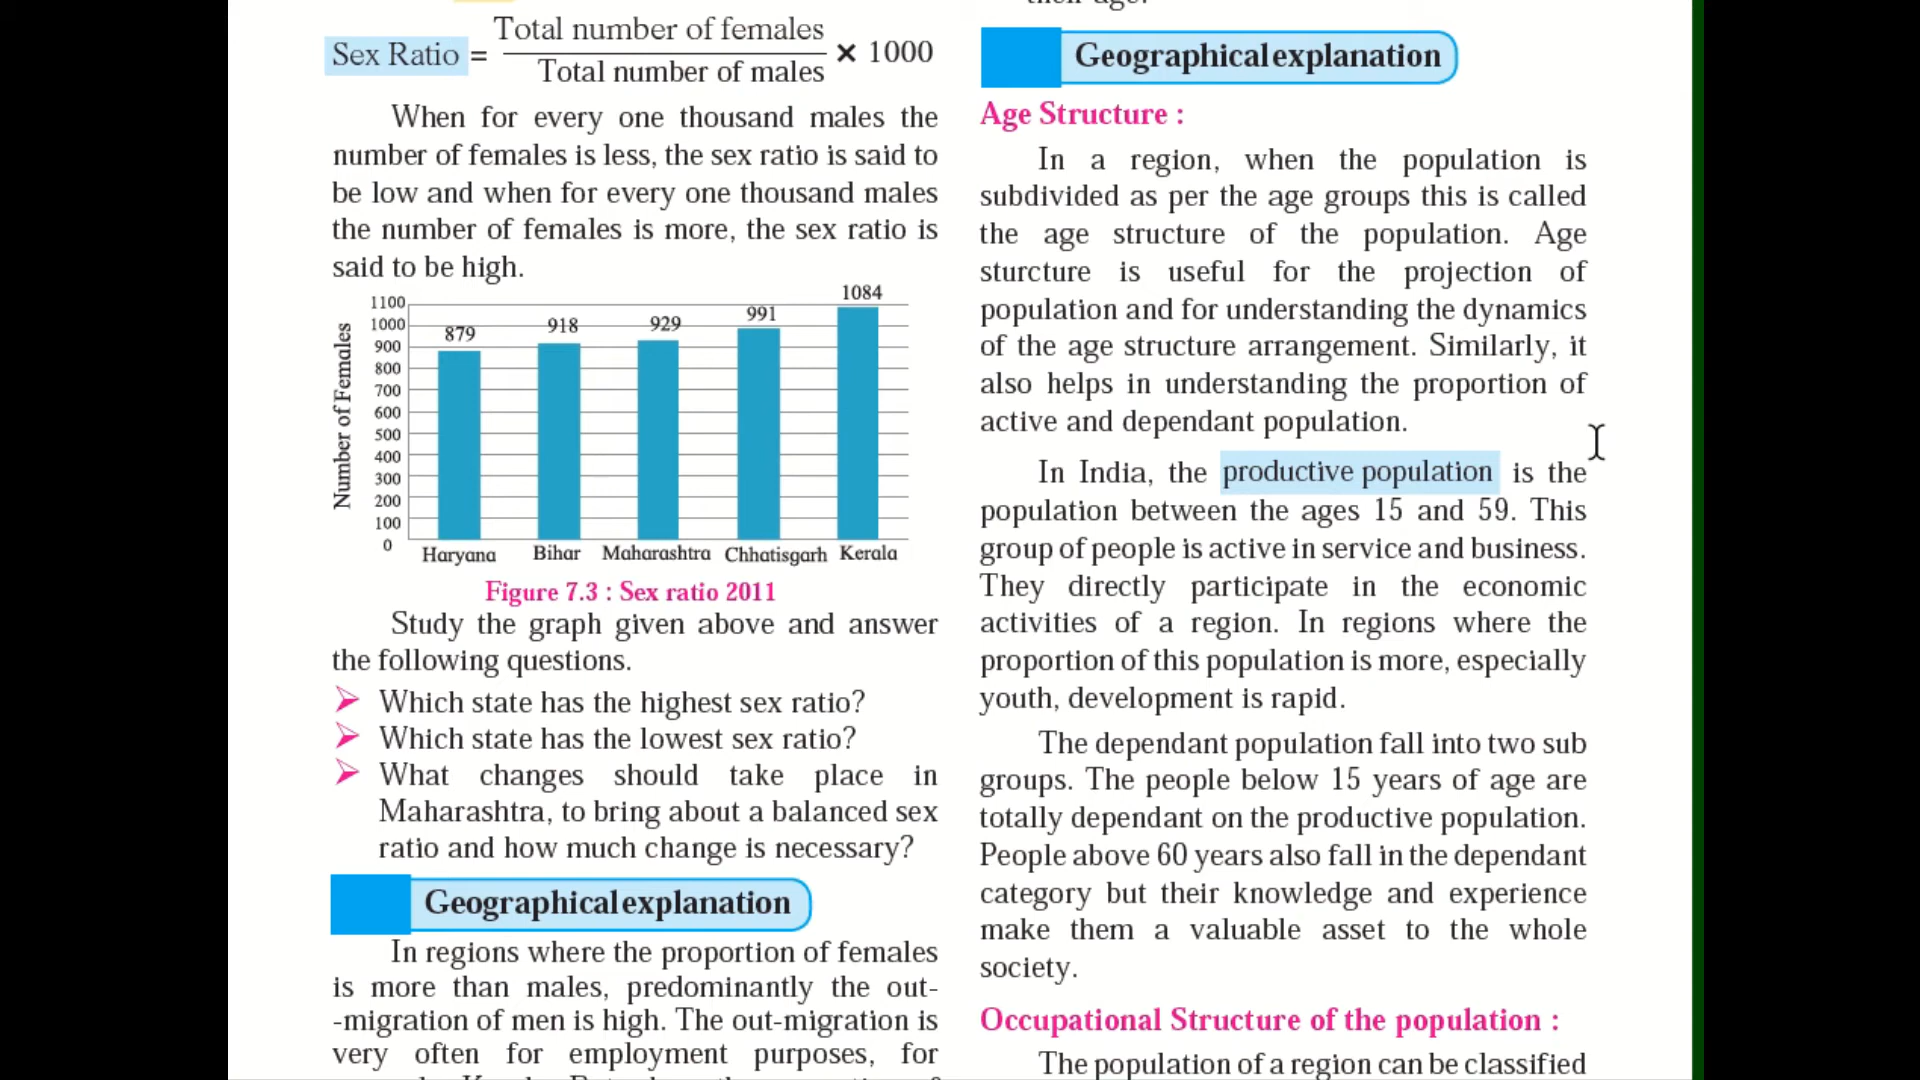 Sex Ratio = Total number of females × 1000
Total number of males
When for every one thousand males the
number of females is less, the sex ratio is said to
be low and when for every one thousand males
the number of females is more, the sex ratio is
said to be high.
Number of Females
1100
1000
900
800
700
600
500
400
300
200
100
0
879
918
929
991
1084
Haryana Bihar Maharashtra Chhatisgarh Kerala
Figure 7.3 : Sex ratio 2011
Study the graph given above and answer
the following questions.
➢ Which state has the highest sex ratio?
➢ Which state has the lowest sex ratio?
➢ What changes should take place in
Maharashtra, to bring about a balanced sex
ratio and how much change is necessary?
Geographical explanation
In regions where the proportion of females
is more than males, predominantly the out-
-migration of men is high. The out-migration is
very often for employment purposes, for
Geographical explanation
Age Structure :
In a region, when the population is
subdivided as per the age groups this is called
the age structure of the population. Age
sturcture is useful for the projection of
population and for understanding the dynamics
of the age structure arrangement. Similarly, it
also helps in understanding the proportion of
active and dependant population.
In India, the productive population is the
population between the ages 15 and 59. This
group of people is active in service and business.
They directly participate in the economic
activities of a region. In regions where the
proportion of this population is more, especially
youth, development is rapid.
The dependant population fall into two sub
groups. The people below 15 years of age are
totally dependant on the productive population.
People above 60 years also fall in the dependant
category but their knowledge and experience
make them a valuable asset to the whole
society.
Occupational Structure of the population :
The population of a region can be classified